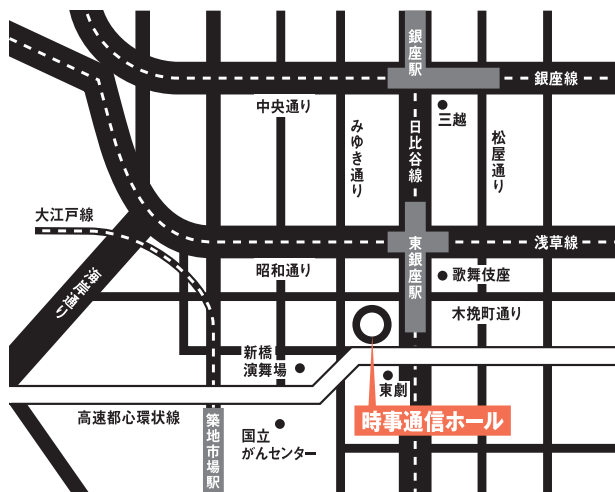 銀座駅
銀座線
中央通り
三越
みゆき通り
日比谷線
松屋通り
大江戸線
東銀座駅
浅草線
昭和通り
歌舞伎座
海岸通り
木挽町通り
新橋
演舞場
東劇
時事通信ホール
高速都心環状線
築地市場駅
国立
がんセンター